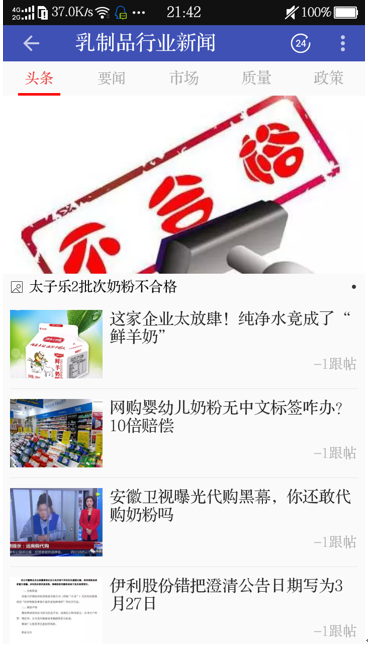 4G
2G
37.0K/s
21:42
100%
乳制品行业新闻
24
头条
要闻
市场
质量
政策
不合格
太子乐2批次奶粉不合格
这家企业太放肆！纯净水竟成了“
鲜羊奶”
-1跟帖
网购婴幼儿奶粉无中文标签咋办？
10倍赔偿
-1跟帖
安徽卫视曝光代购黑幕，你还敢代
购奶粉吗
-1跟帖
伊利股份错把澄清公告日期写为3
月27日
-1跟帖